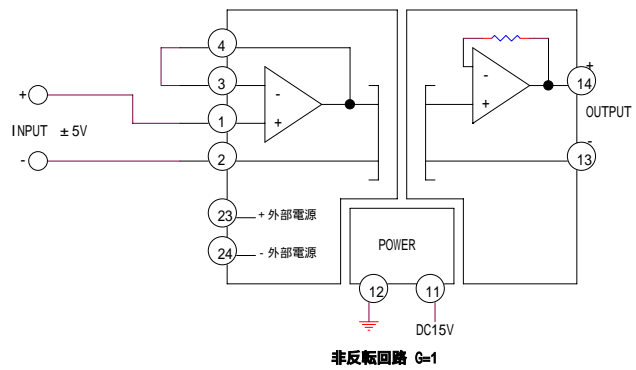 4
3
-
1
+
2
+
INPUT ±5V
-
23
+外部電源
24
-外部電源
-
+
+
14
OUTPUT
-
13
POWER
12
11
DC15V
非反転回路 G=1